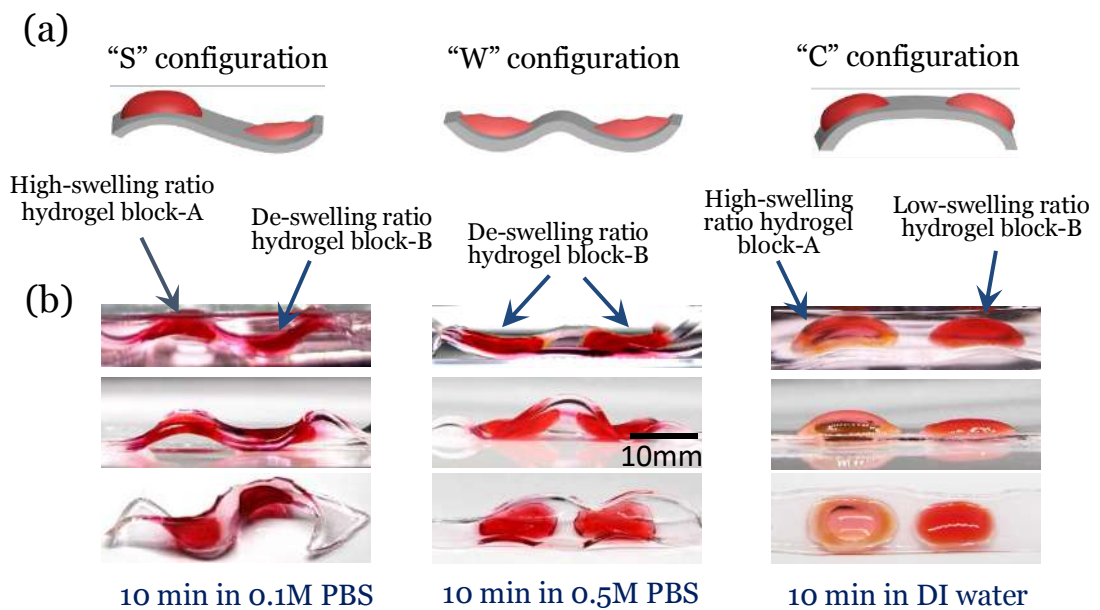 (a)
“S” configuration
“W” configuration
“C” configuration
High-swelling ratio
hydrogel block-A
De-swelling ratio
hydrogel block-B
De-swelling ratio
hydrogel block-B
High-swelling
ratio hydrogel
block-A
Low-swelling ratio
hydrogel block-B
(b)
10mm
10 min in 0.1M PBS
10 min in 0.5M PBS
10 min in DI water